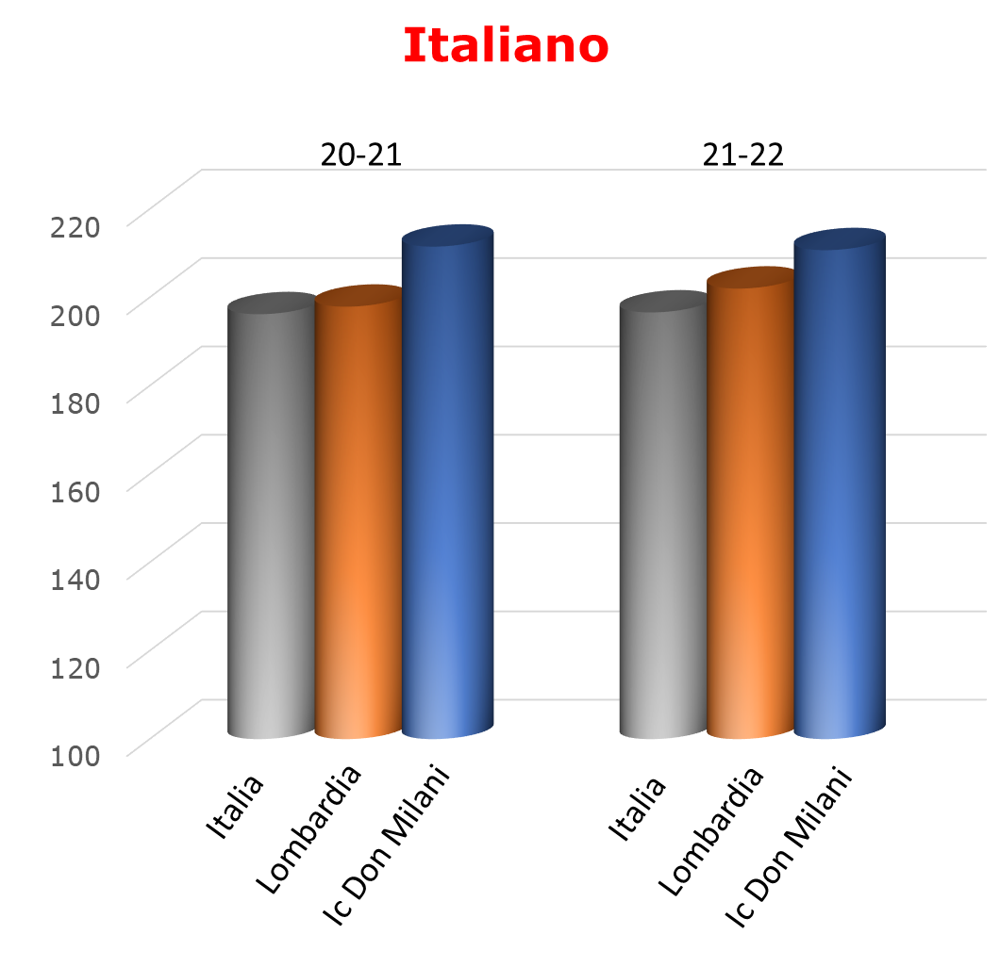 Italiano
20-21
21-22
220
200
180
160
140
120
100
Italia
Lombardia
Ic Don Milani
Italia
Lombardia
Ic Don Milani